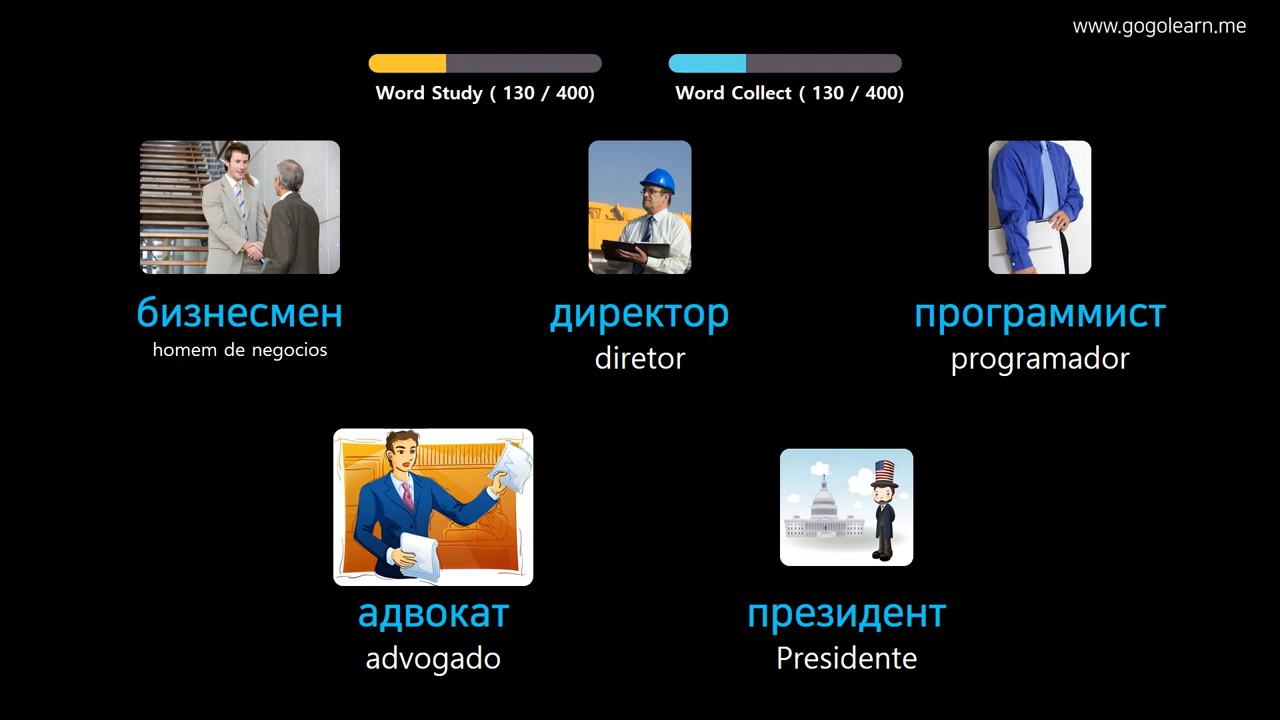 www.gogolearn.me
Word Study ( 130 / 400)
Word Collect ( 130 / 400)
бизнесмен
homem de negocios
директор
diretor
программист
programador
адвокат
advogado
президент
Presidente